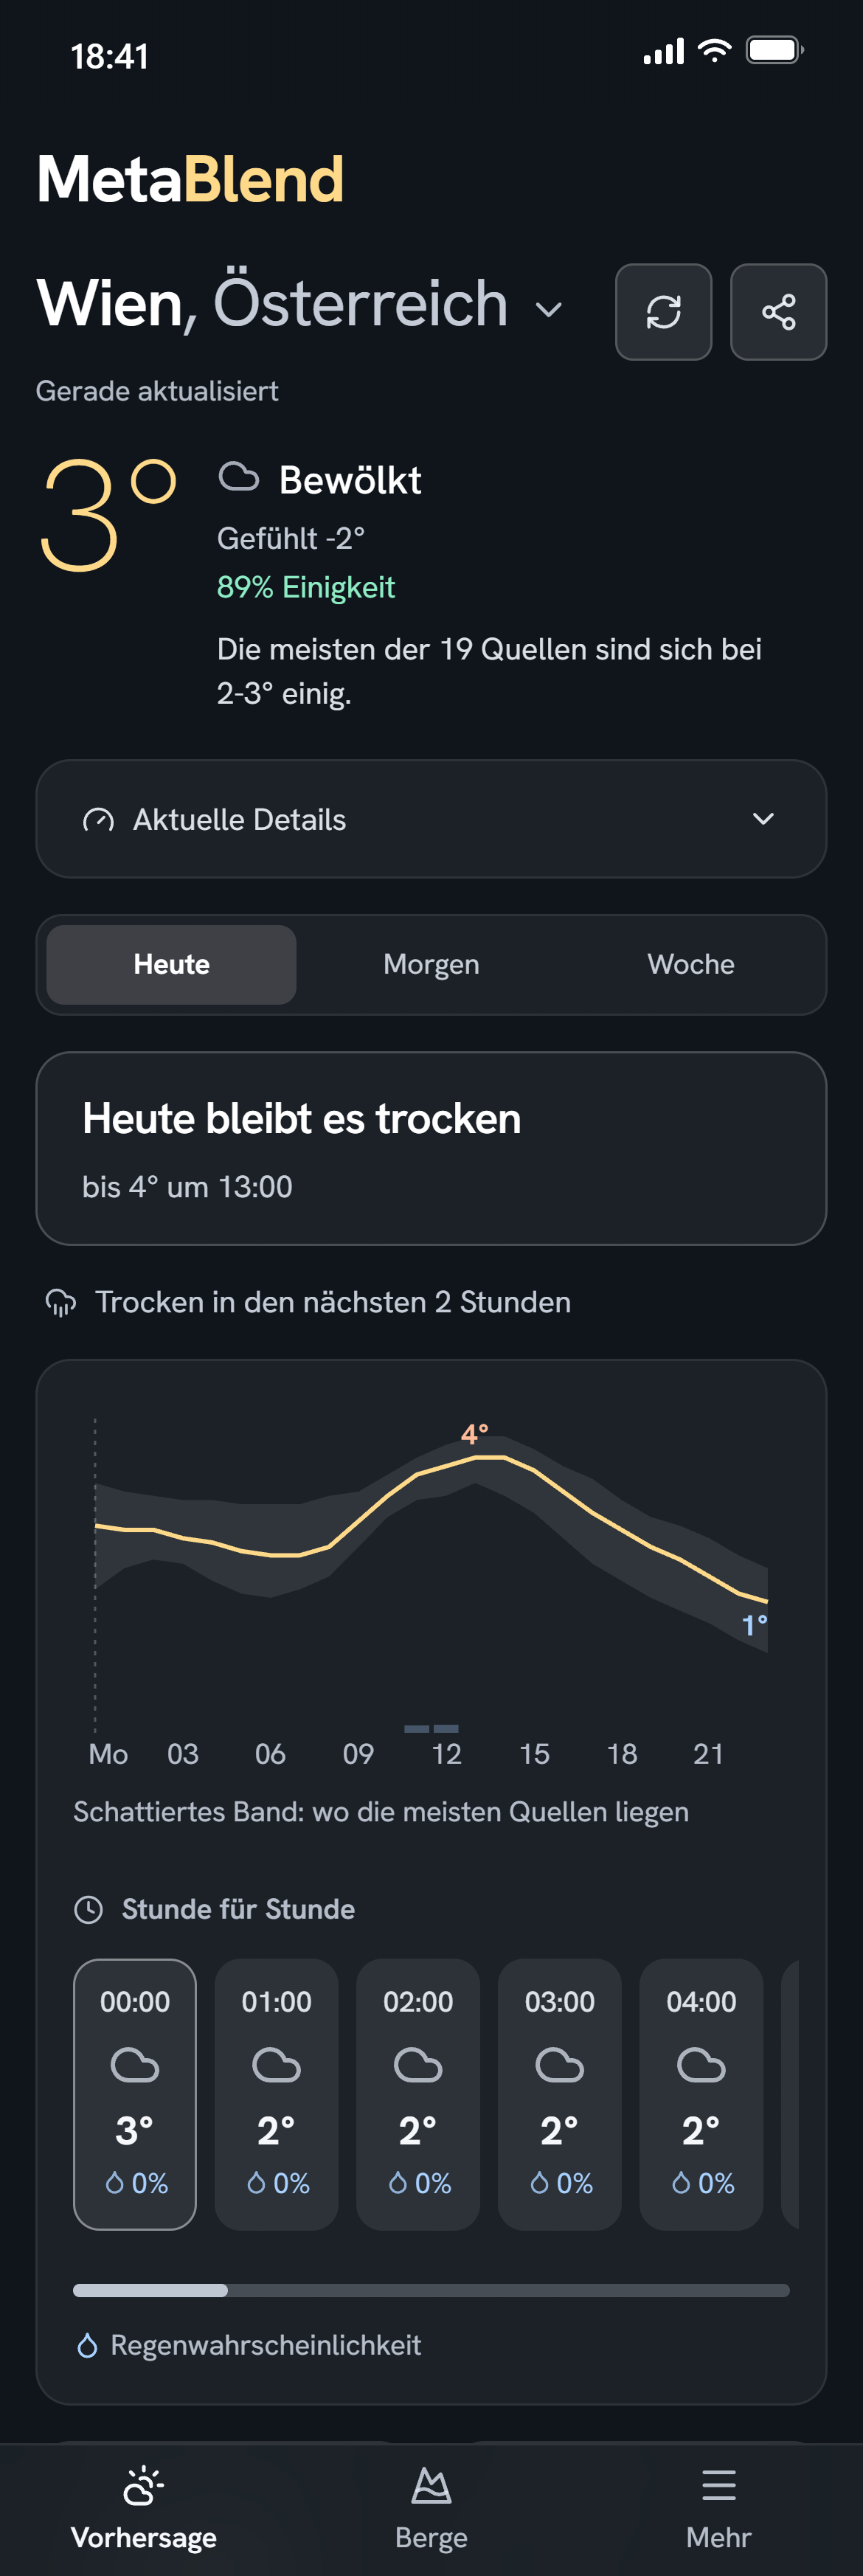 18:41
MetaBlend
Wien, Österreich
Gerade aktualisiert
3°
Bewölkt
Gefühlt -2°
89% Einigkeit
Die meisten der 19 Quellen sind sich bei
2-3° einig.
Aktuelle Details
Heute Morgen Woche
Heute bleibt es trocken
bis 4° um 13:00
Trocken in den nächsten 2 Stunden
4°
1°
Mo 03 06 09 12 15 18 21
Schattiertes Band: wo die meisten Quellen liegen
Stunde für Stunde
00:00 01:00 02:00 03:00 04:00
3° 2° 2° 2° 2°
0% 0% 0% 0% 0%
Regenwahrscheinlichkeit
Vorhersage Berge Mehr